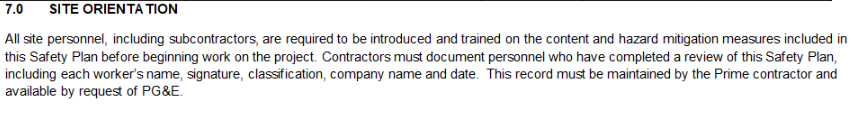 7.0 SITE ORIENTATION
All site personnel, including subcontractors, are required to be introduced and trained on the content and hazard mitigation measures included in
this Safety Plan before beginning work on the project. Contractors must document personnel who have completed a review of this Safety Plan,
including each worker's name, signature, classification, company name and date. This record must be maintained by the Prime contractor and
available by request of PG&E.